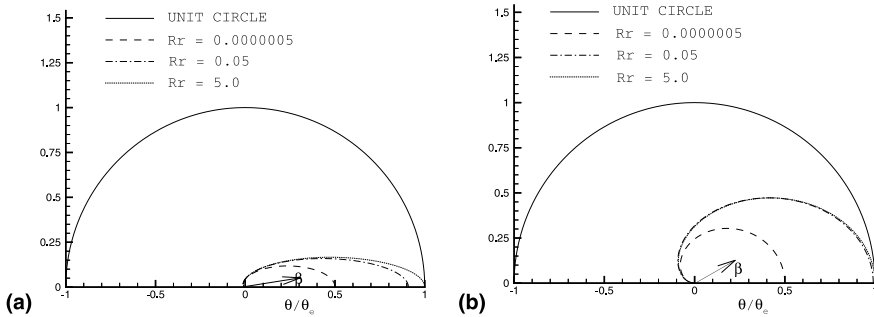 UNIT CIRCLE
Rr = 0.0000005
Rr = 0.05
Rr = 5.0
1.5
1.25
1
0.75
0.5
0.25
0
-1
-0.5
0
0.5
1
β
θ/θe
(a)
UNIT CIRCLE
Rr = 0.0000005
Rr = 0.05
Rr = 5.0
1.5
1.25
1
0.75
0.5
0.25
0
-1
-0.5
0
0.5
1
β
θ/θe
(b)